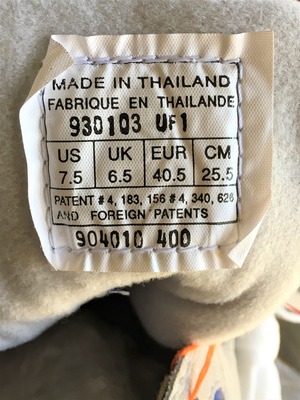 MADE IN THAILAND
FABRIQUE EN THAILANDE
930103 UF1
US UK EUR CM
7.5 6.5 40.5 25.5
PATENT # 4, 183, 156 # 4, 340, 626
AND FOREIGN PATENTS
904010 400